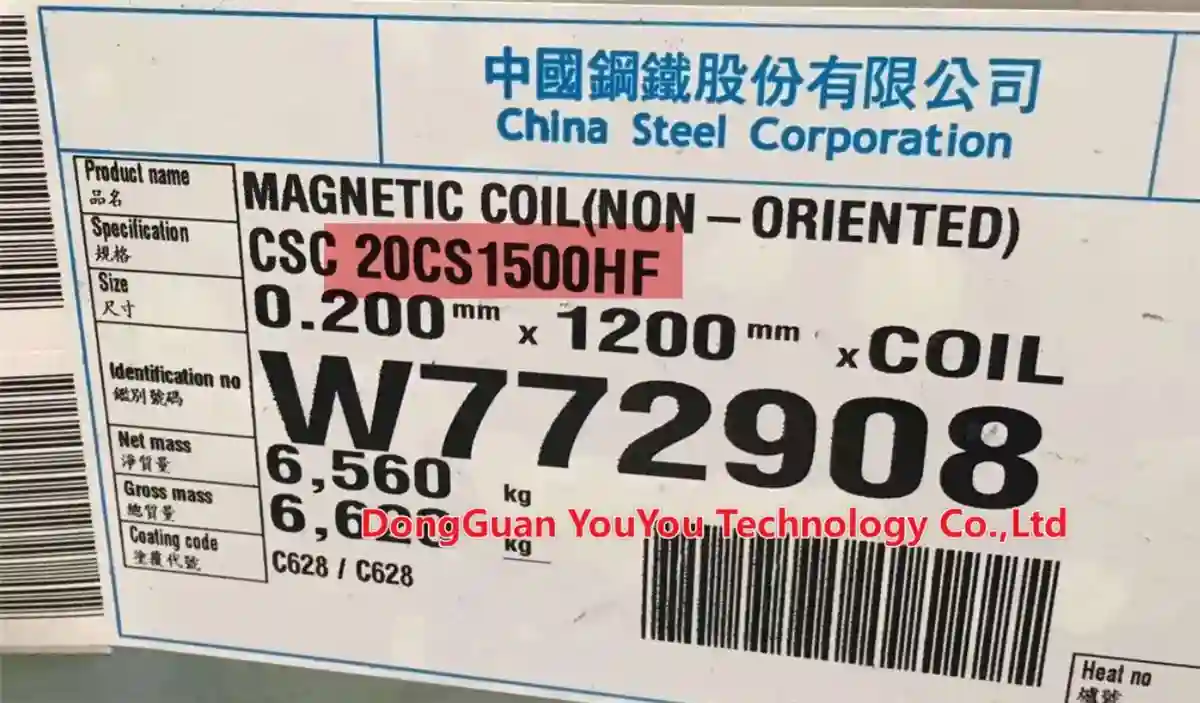 中國鋼鐵股份有限公司
China Steel Corporation
Product name
品名
MAGNETIC COIL(NON–ORIENTED)
Specification
規格
CSC 20CS1500HF
Size
尺寸
0.200 mm x 1200 mm x COIL
Identification no
鑑別號碼
W772908
Net mass
淨質量
6,560 kg
Gross mass
總質量
kg
DongGuan YouYou Technology Co.,Ltd
Coating code
塗覆代號
C628 / C628
Heat no
爐號